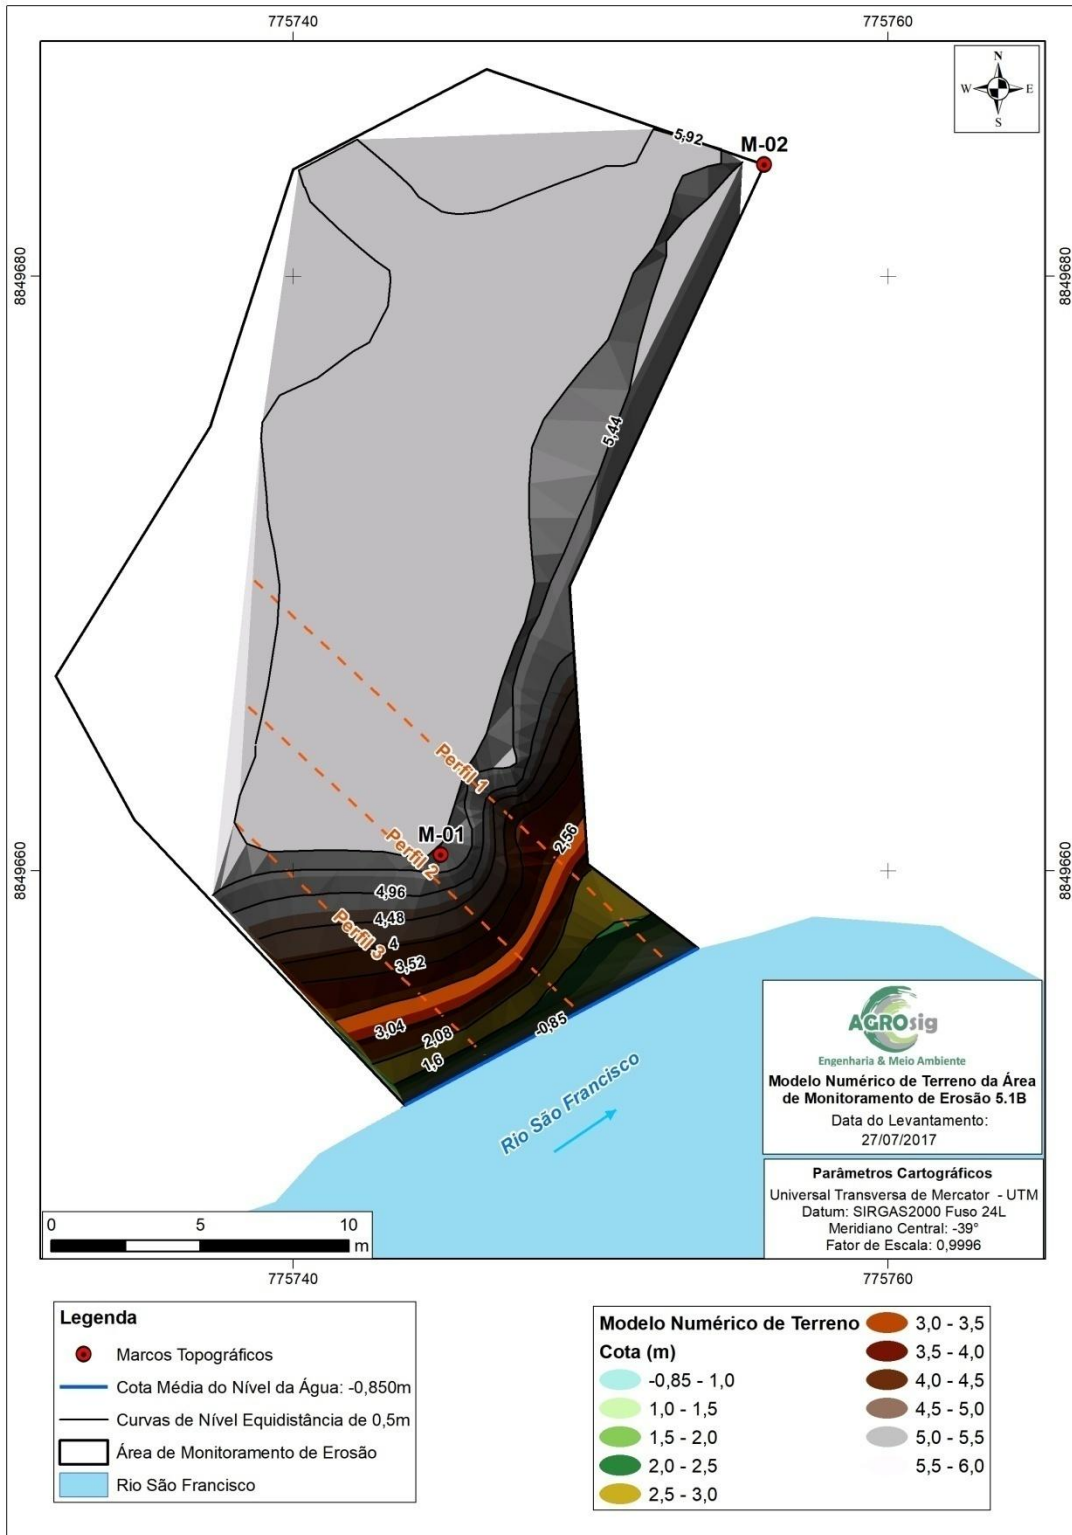 775740
775760
N
W
E
S
5,92
M-02
8849680
8849680
5,44
Perfil 1
M-01
Perfil 2
2,56
8849660
8849660
4,96
4,48
Perfil 3
4
3,52
3,04
2,08
-0,85
1,6
Rio São Francisco
AGROsig
Engenharia & Meio Ambiente
Modelo Numérico de Terreno da Área
de Monitoramento de Erosão 5.1B
Data do Levantamento:
27/07/2017
Parâmetros Cartográficos
Universal Transversa de Mercator - UTM
Datum: SIRGAS2000 Fuso 24L
Meridiano Central: -39°
Fator de Escala: 0,9996
0
5
10
m
775740
775760
Legenda
Marcos Topográficos
Cota Média do Nível da Água: -0,850m
Curvas de Nível Equidistância de 0,5m
Área de Monitoramento de Erosão
Rio São Francisco
Modelo Numérico de Terreno
Cota (m)
-0,85 - 1,0
1,0 - 1,5
1,5 - 2,0
2,0 - 2,5
2,5 - 3,0
3,0 - 3,5
3,5 - 4,0
4,0 - 4,5
4,5 - 5,0
5,0 - 5,5
5,5 - 6,0